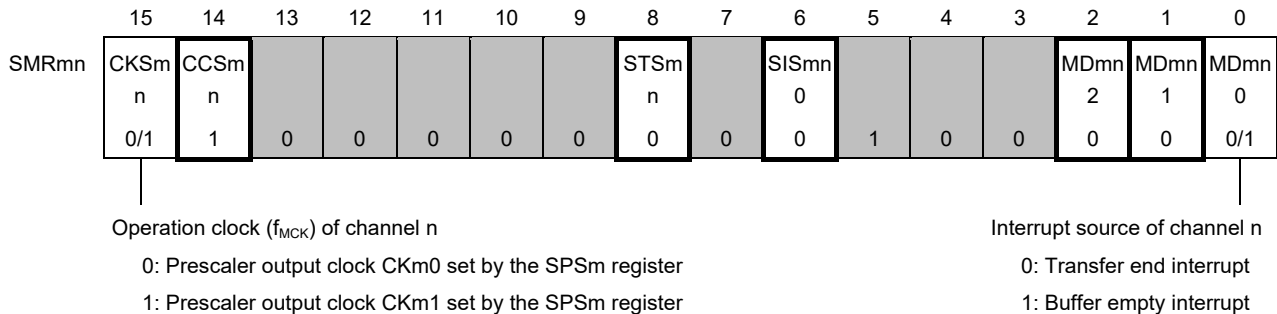 15 14 13 12 11 10 9 8 7 6 5 4 3 2 1 0
SMRmn CKSm CCSm STSm SISmn MDmn MDmn MDmn
n n n 0 2 1 0
0/1 1 0 0 0 0 0 0 0 0 1 0 0 0 0 0/1
Operation clock (fMCK) of channel n Interrupt source of channel n
0: Prescaler output clock CKm0 set by the SPSm register 0: Transfer end interrupt
1: Prescaler output clock CKm1 set by the SPSm register 1: Buffer empty interrupt